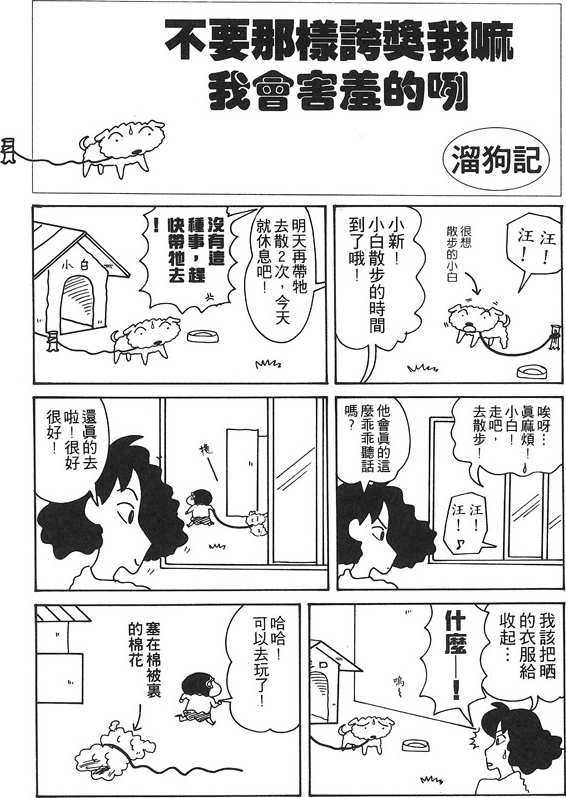 不要那樣誇獎我嘛
我會害羞的咧
溜狗記
汪！
汪！
很想
散步的小白
小新！
小白散步的時間
到了哦！
明天再帶牠
去散2次，今天
就休息吧！
沒有這
種事，趕
快帶牠去
！
小白
唉呀…
真麻煩！
小白！
走吧，
去散步！
汪！
汪！
他會真的這
麼乖乖聽話
嗎？
拖
還真的去
啦！很好
很好！
我該把晒
的衣服給
收起…
什麼—！
嗚～
哈哈！
可以去玩了！
塞在棉被裏
的棉花